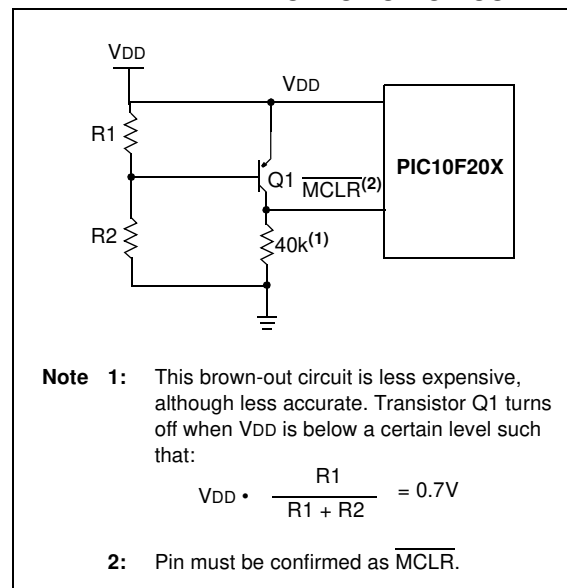 VDD
VDD
R1
Q1
MCLR(2)
PIC10F20X
R2
40k(1)
Note 1: This brown-out circuit is less expensive,
although less accurate. Transistor Q1 turns
off when VDD is below a certain level such
that:
VDD • R1 / R1 + R2 = 0.7V
2: Pin must be confirmed as MCLR.